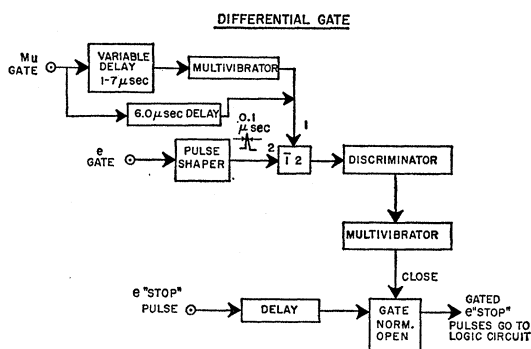 DIFFERENTIAL GATE
Mu
GATE
VARIABLE
DELAY
1-7 μsec
MULTIVIBRATOR
6.0 μsec DELAY
0.1
μsec
1
e
GATE
PULSE
SHAPER
2
1̅ 2
DISCRIMINATOR
MULTIVIBRATOR
CLOSE
e"STOP"
PULSE
DELAY
GATE
NORM.
OPEN
GATED
e"STOP"
PULSES GO TO
LOGIC CIRCUIT